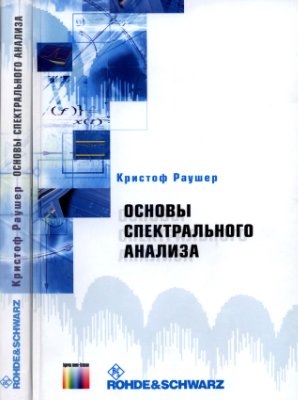 Кристоф Раушер ОСНОВЫ СПЕКТРАЛЬНОГО АНАЛИЗА
ROHDE&SCHWARZ
Кристоф Раушер
ОСНОВЫ
СПЕКТРАЛЬНОГО
АНАЛИЗА
ROHDE&SCHWARZ